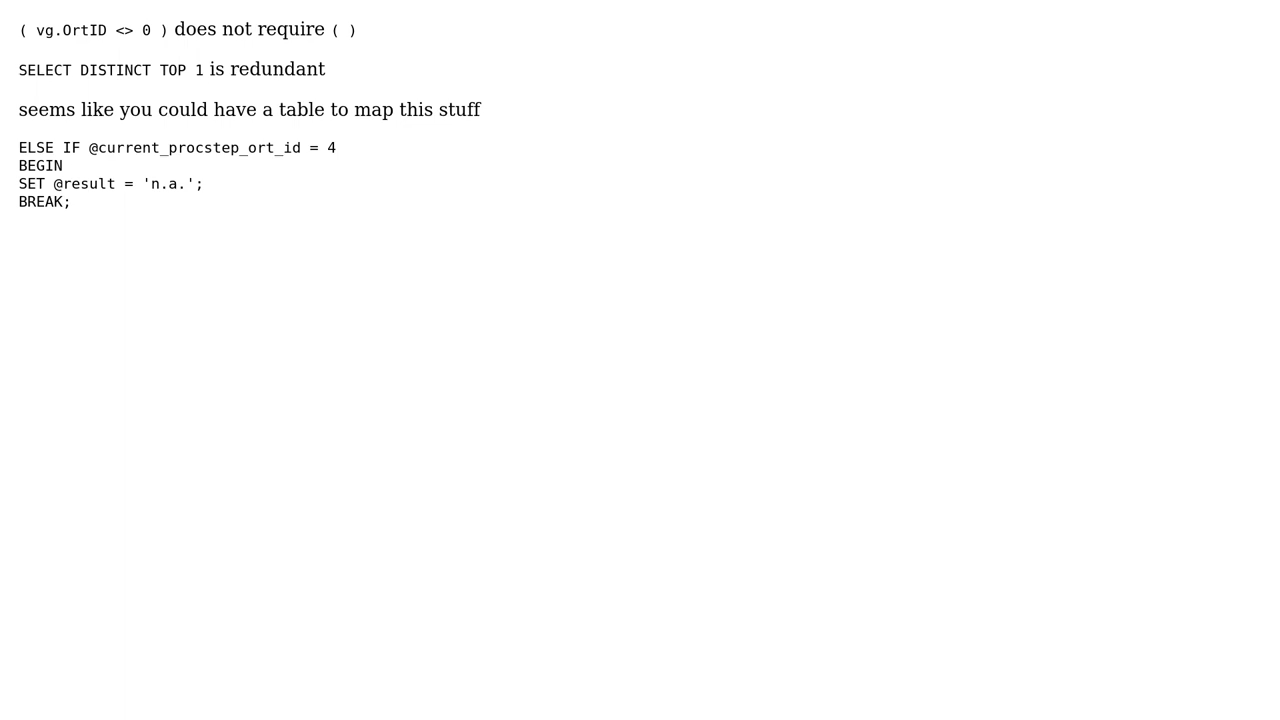 ( vg.OrtID <> 0 ) does not require ( )
SELECT DISTINCT TOP 1 is redundant
seems like you could have a table to map this stuff
ELSE IF @current_procstep_ort_id = 4
BEGIN
SET @result = 'n.a.';
BREAK;